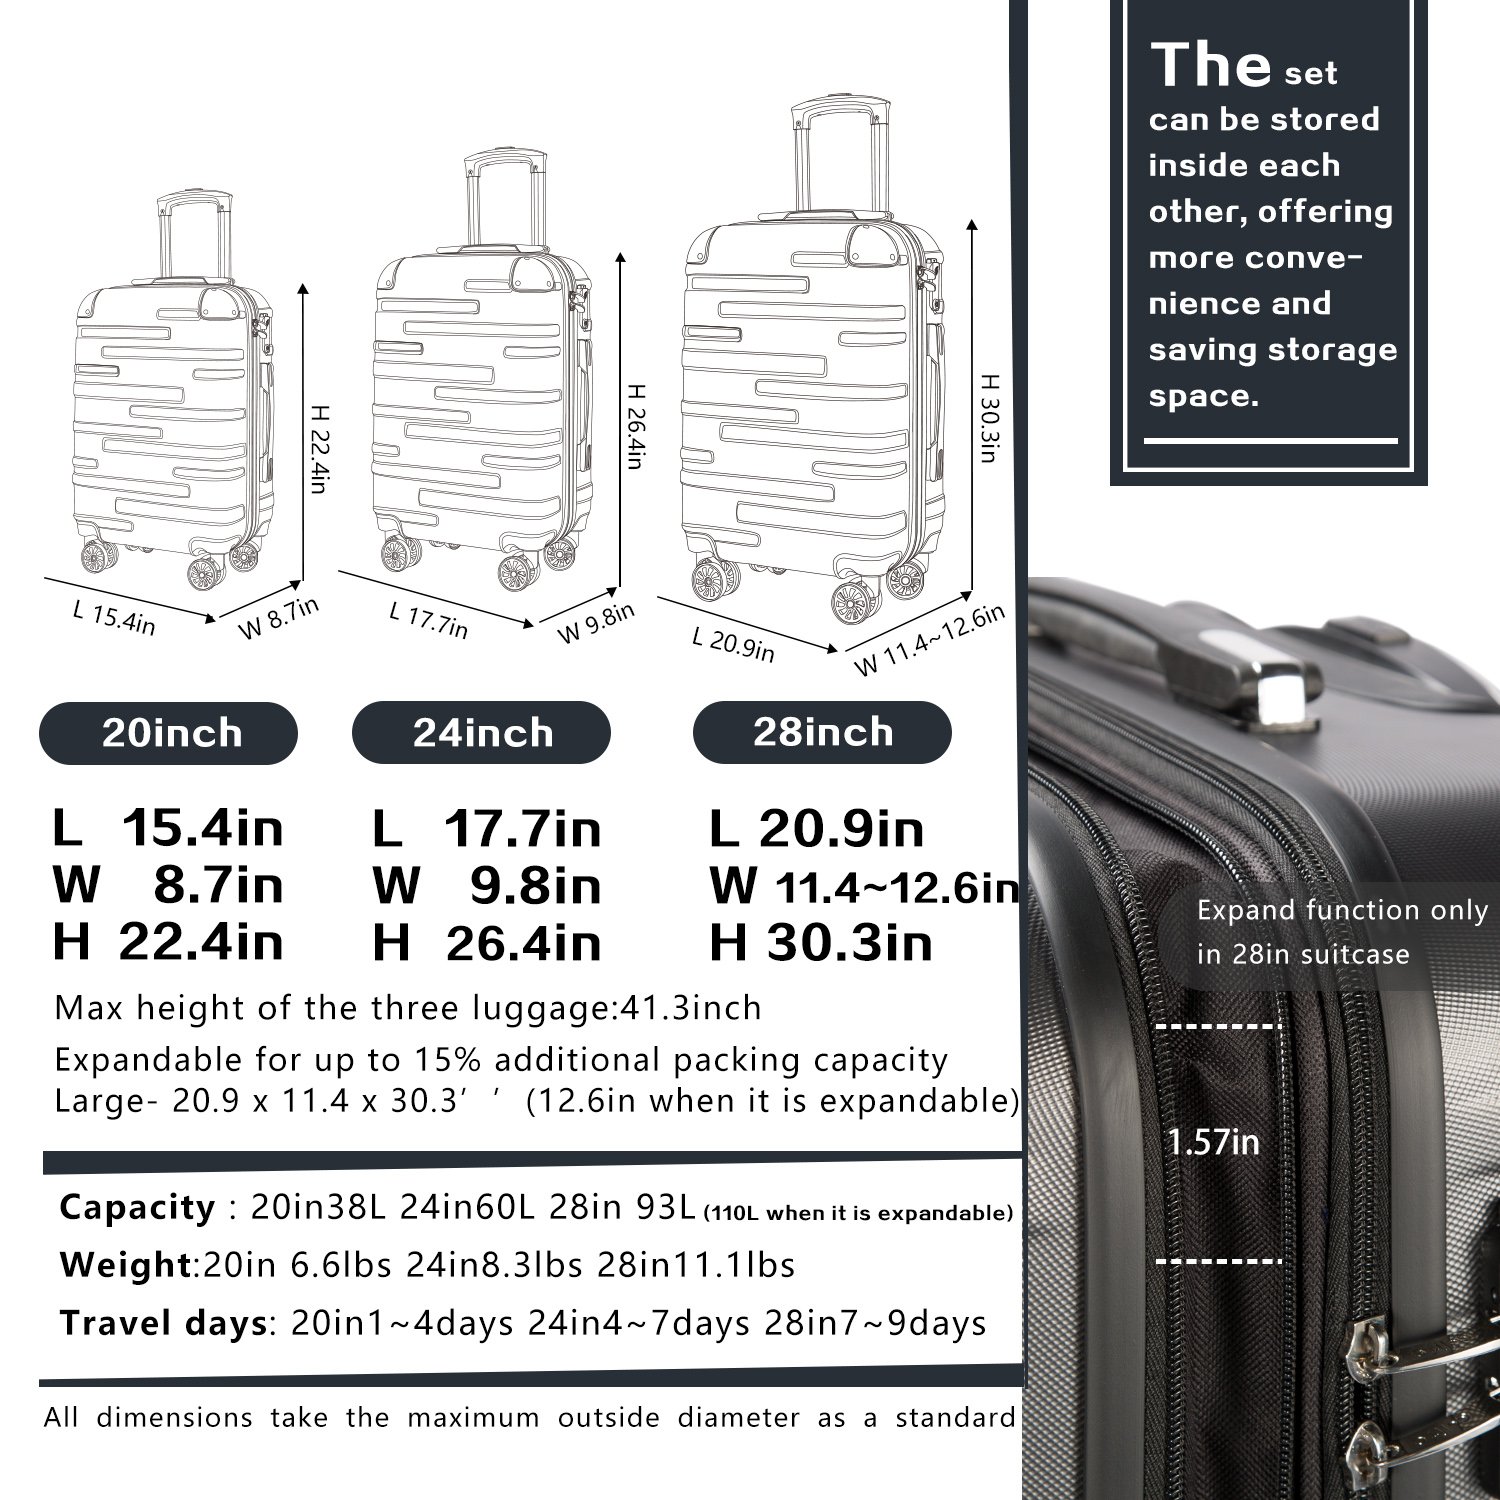 The set
can be stored
inside each
other, offering
more conve-
nience and
saving storage
space.
H 22.4in
L 15.4in
W 8.7in
H 26.4in
L 17.7in
W 9.8in
H 30.3in
L 20.9in
W 11.4~12.6in
20inch
24inch
28inch
L 15.4in
W 8.7in
H 22.4in
L 17.7in
W 9.8in
H 26.4in
L 20.9in
W 11.4~12.6in
H 30.3in
Max height of the three luggage:41.3inch
Expandable for up to 15% additional packing capacity
Large- 20.9 x 11.4 x 30.3′ ′ (12.6in when it is expandable)
Capacity : 20in38L 24in60L 28in 93L (110L when it is expandable)
Weight:20in 6.6lbs 24in8.3lbs 28in11.1lbs
Travel days: 20in1~4days 24in4~7days 28in7~9days
All dimensions take the maximum outside diameter as a standard
Expand function only
in 28in suitcase
1.57in